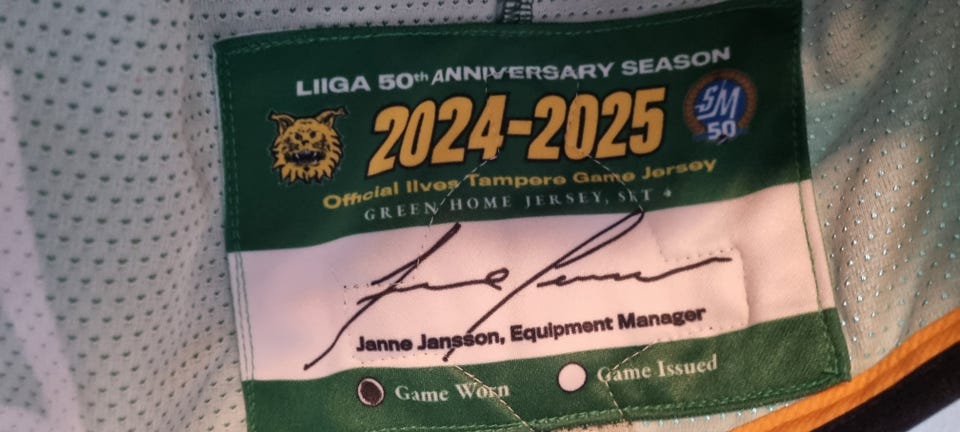 LIIGA 50th ANNIVERSARY SEASON
2024-2025
SM
50
Official Ilves Tampere Game Jersey
GREEN HOME JERSEY, SET
Janne Jansson, Equipment Manager
Game Worn
Game Issued